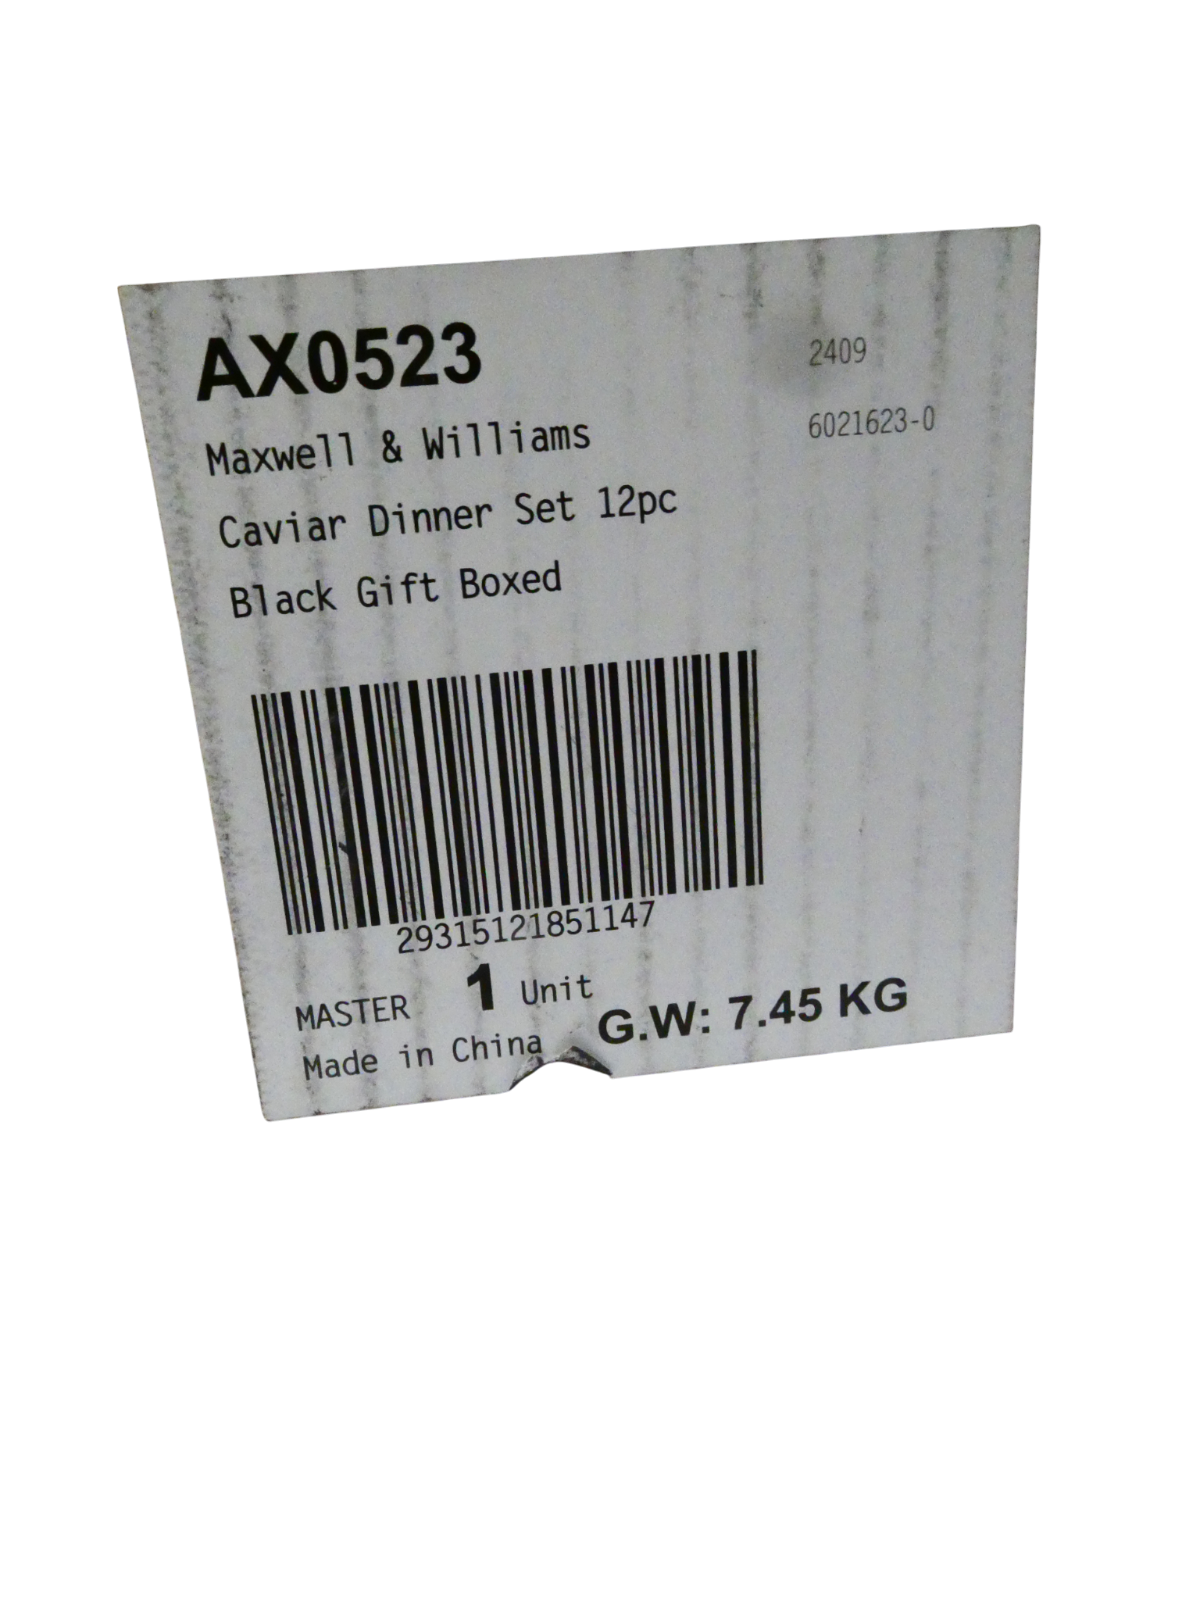 AX0523
2409
Maxwell & Williams
6021623-0
Caviar Dinner Set 12pc
Black Gift Boxed
29315121851147
MASTER 1 Unit
Made in China
G.W: 7.45 KG